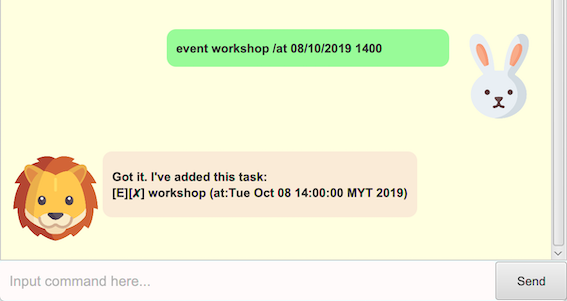 event workshop /at 08/10/2019 1400
Got it. I've added this task:
[E][✗] workshop (at:Tue Oct 08 14:00:00 MYT 2019)
Input command here...
Send